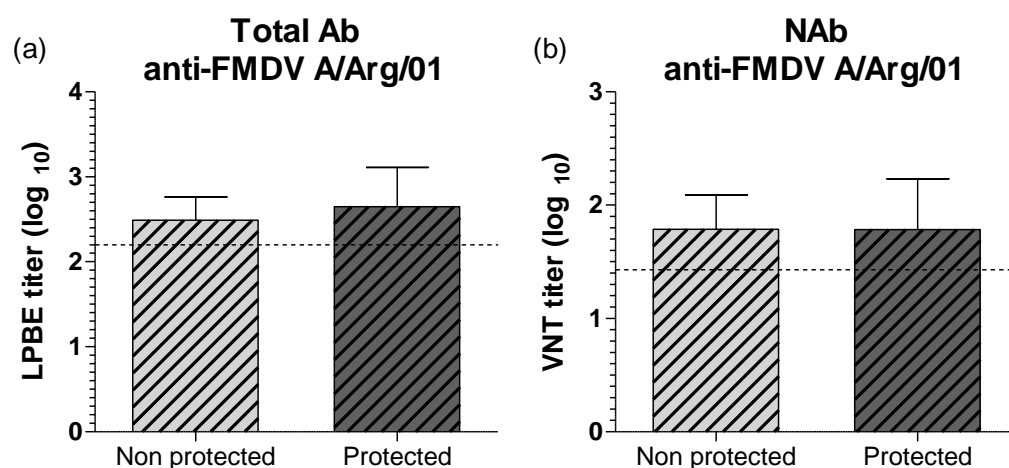 (a)
Total Ab
anti-FMDV A/Arg/01
LPBE titer (log 10)
4
3
2
1
0
Non protected
Protected
(b)
NAb
anti-FMDV A/Arg/01
VNT titer (log 10)
3
2
1
0
Non protected
Protected